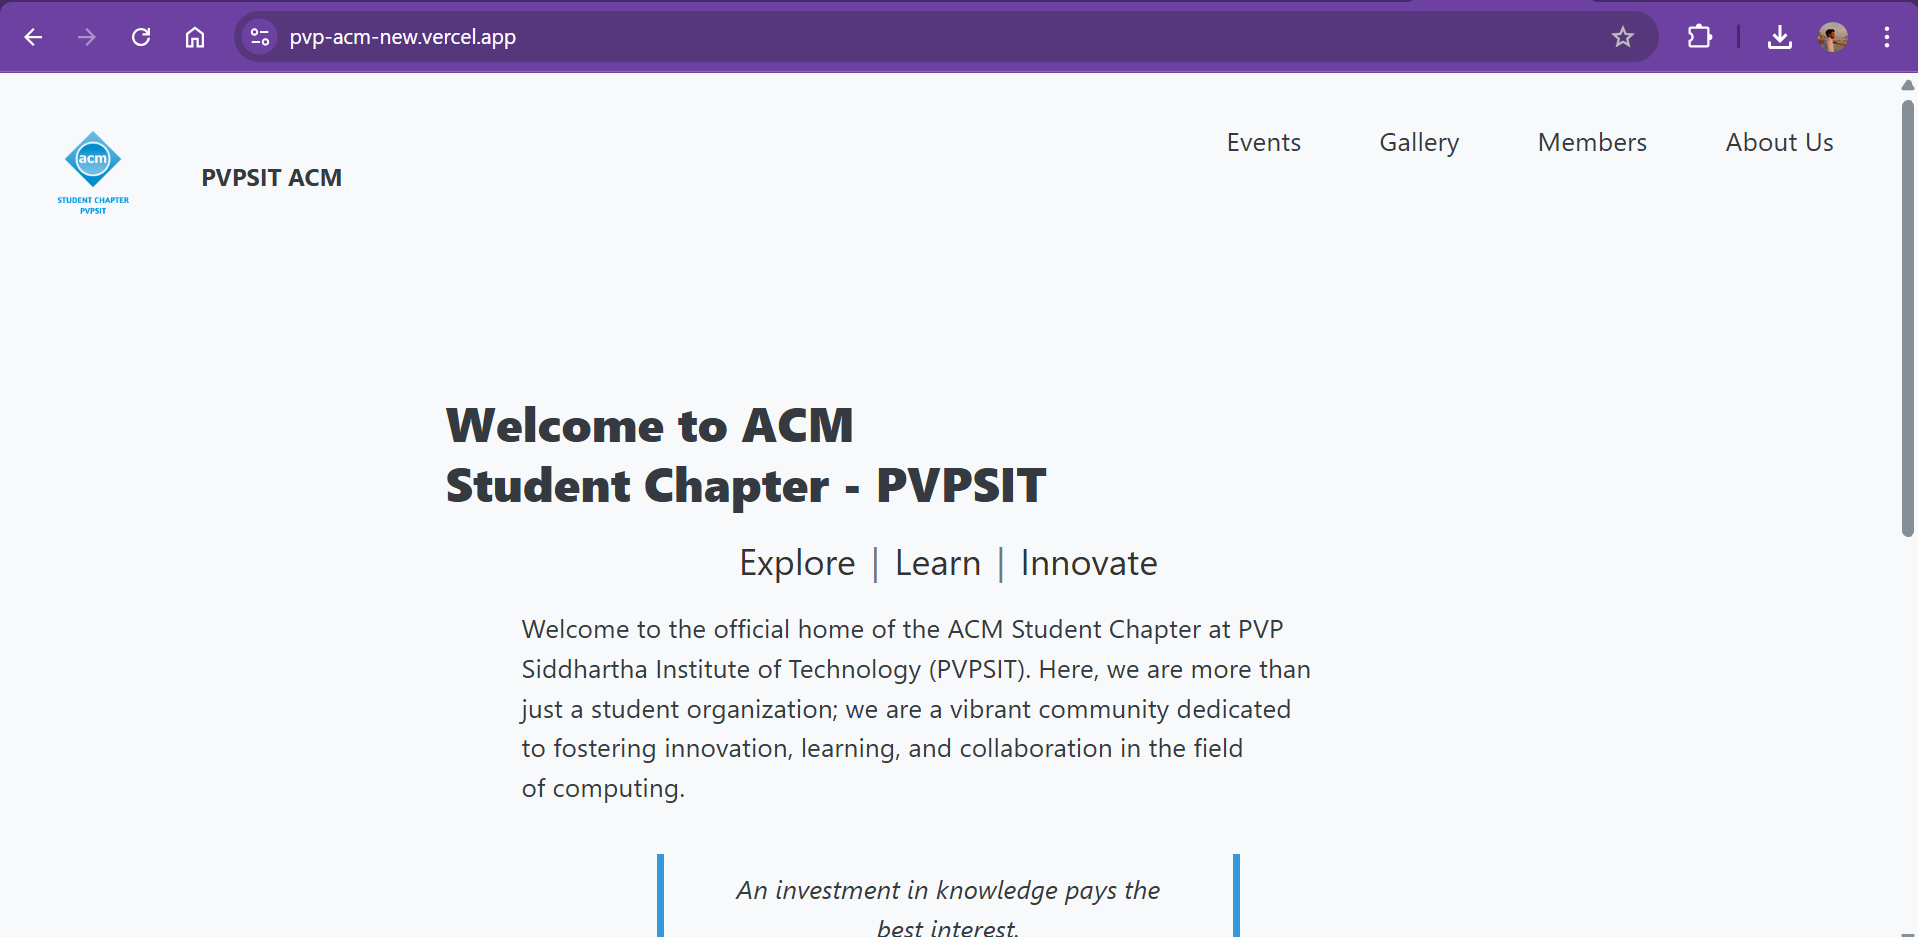 pvp-acm-new.vercel.app
Events Gallery Members About Us
acm
STUDENT CHAPTER
PVPSIT
PVPSIT ACM
Welcome to ACM
Student Chapter - PVPSIT
Explore | Learn | Innovate
Welcome to the official home of the ACM Student Chapter at PVP
Siddhartha Institute of Technology (PVPSIT). Here, we are more than
just a student organization; we are a vibrant community dedicated
to fostering innovation, learning, and collaboration in the field
of computing.
An investment in knowledge pays the
best interest.